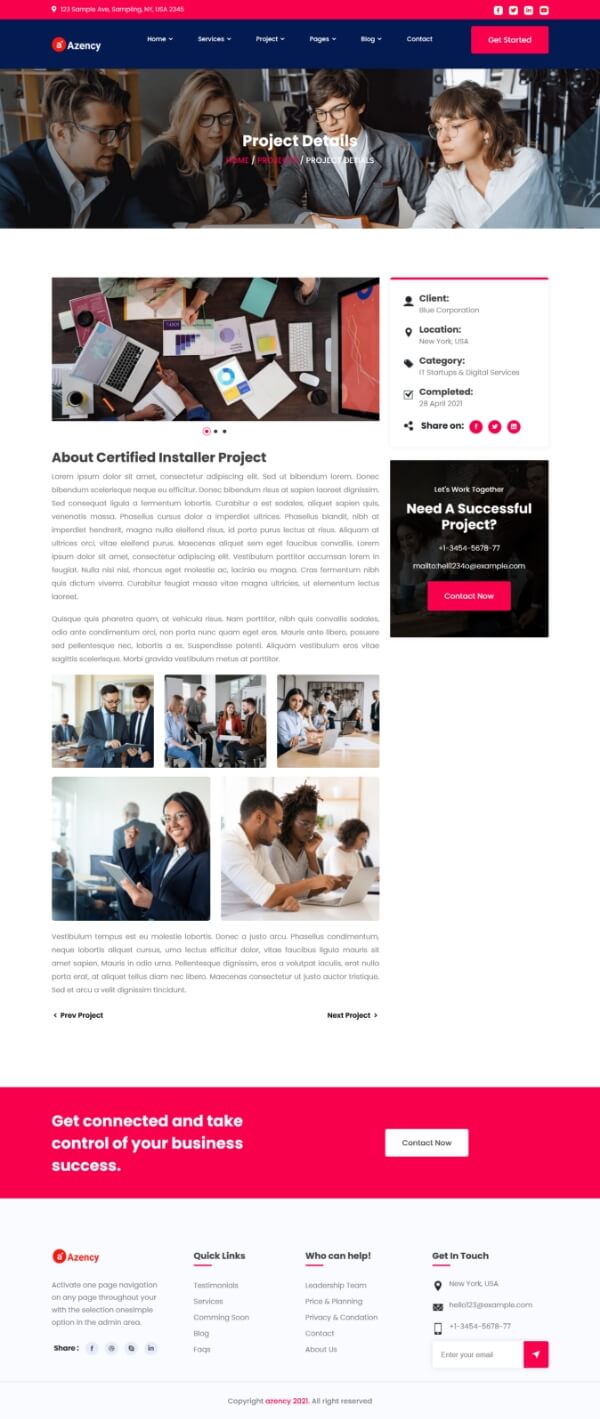 123 Sample Ave, Sampling, NY, USA 2345
Azency
Home
Services
Project
Pages
Blog
Contact
Get Started
Project Details
HOME / PROJECTS / PROJECT DETAILS
Client:
Blue Corporation
Location:
New York, USA
Category:
IT Startups & Digital Services
Completed:
28 April 2021
Share on:
Let's Work Together
Need A Successful
Project?
+1-3454-5678-77
mailto:hell1234o@example.com
Contact Now
About Certified Installer Project
Lorem ipsum dolor sit amet, consectetur adipiscing elit. Sed ut bibendum lorem. Donec
bibendum scelerisque neque eu efficitur. Donec bibendum risus at sapien laoreet dignissim.
Sed consequat ligula a fermentum lobortis. Curabitur a est sodales, aliquet sapien quis,
venenatis massa. Phasellus cursus dolor a imperdiet ultrices. Phasellus blandit, nibh at
imperdiet hendrerit, magna nulla eleifend risus, id porta purus lectus at risus. Aliquam at
ultrices orci, vitae eleifend purus. Maecenas aliquet sem eget faucibus convallis. Lorem
ipsum dolor sit amet, consectetur adipiscing elit. Vestibulum porttitor accumsan lorem in
feugiat. Nulla nisi nisl, rhoncus eget molestie ac, lacinia eu magna. Cras fermentum nibh
quis dictum viverra. Curabitur feugiat massa vitae magna ultricies, ut elementum lectus
laoreet.
Quisque quis pharetra quam, at vehicula risus. Nam porttitor, nibh quis convallis sodales,
odio ante condimentum orci, non porta nunc quam eget eros. Mauris ante libero, posuere
sed pellentesque nec, lobortis a ex. Suspendisse potenti. Aliquam vestibulum eros vitae
sagittis scelerisque. Morbi gravida vestibulum metus at porttitor.
Vestibulum tempus est eu molestie lobortis. Donec a justo arcu. Phasellus condimentum,
neque lobortis aliquet cursus, urna lectus efficitur dolor, vitae faucibus ligula mauris sit
amet sapien. Mauris in odio urna. Pellentesque dignissim, eros a volutpat iaculis, erat nulla
porta erat, at aliquet tellus diam nec libero. Maecenas consectetur ut justo auctor tristique.
Sed et arcu a velit dignissim tincidunt.
Prev Project
Next Project
Get connected and take
control of your business
success.
Contact Now
Azency
Activate one page navigation
on any page throughout your
with the selection onesimple
option in the admin area.
Share :
Quick Links
Testimonials
Services
Comming Soon
Blog
Faqs
Who can help!
Leadership Team
Price & Planning
Privacy & Candation
Contact
About Us
Get In Touch
New York, USA
hello123@example.com
+1-3454-5678-77
Enter your email
Copyright azency 2021. All right reserved